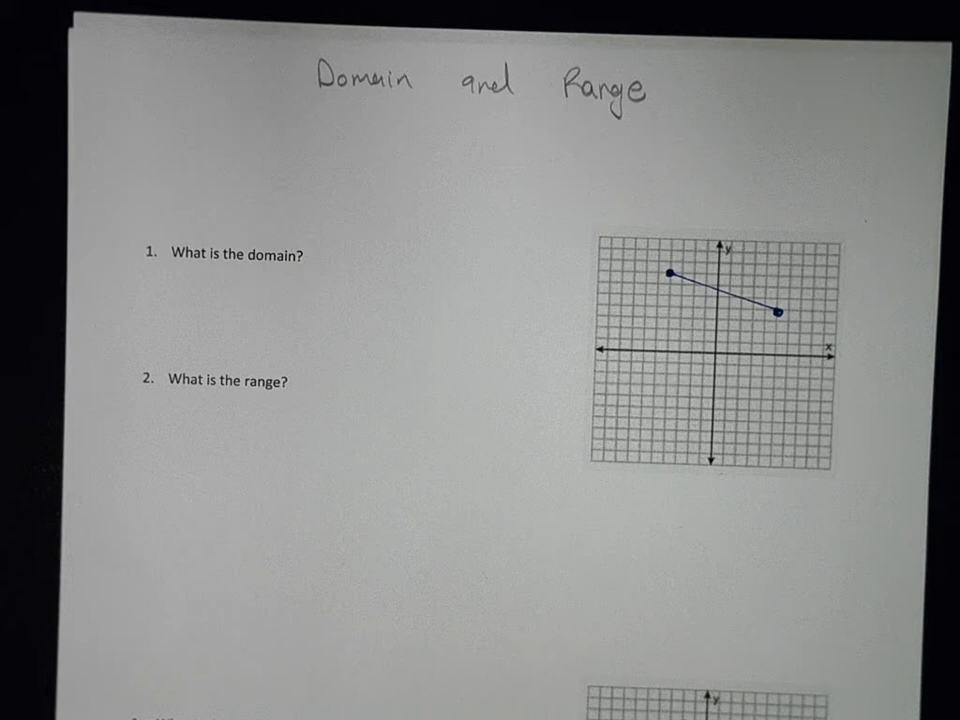 Domain and Range
y
1. What is the domain?
x
2. What is the range?
y